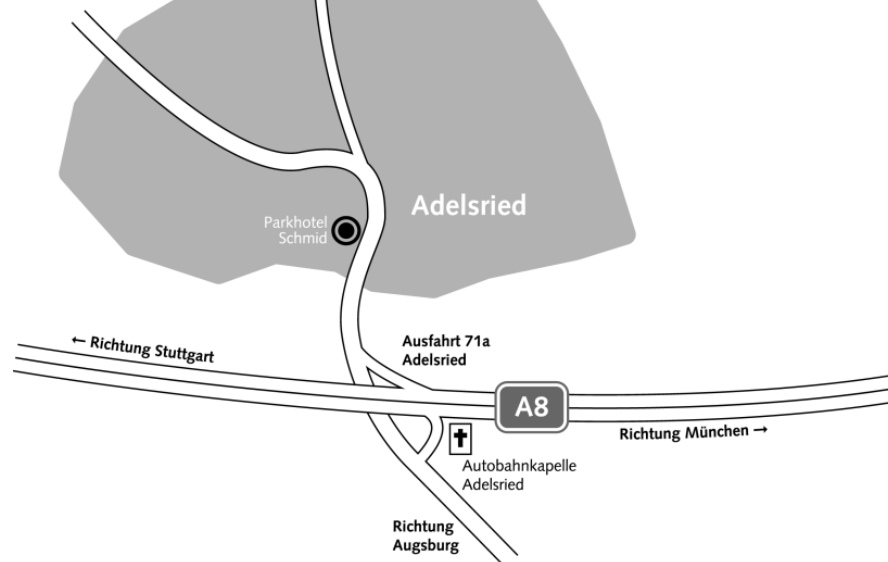 Adelsried
Parkhotel
Schmid
← Richtung Stuttgart
Ausfahrt 71a
Adelsried
A8
Richtung München →
Autobahnkapelle
Adelsried
Richtung
Augsburg